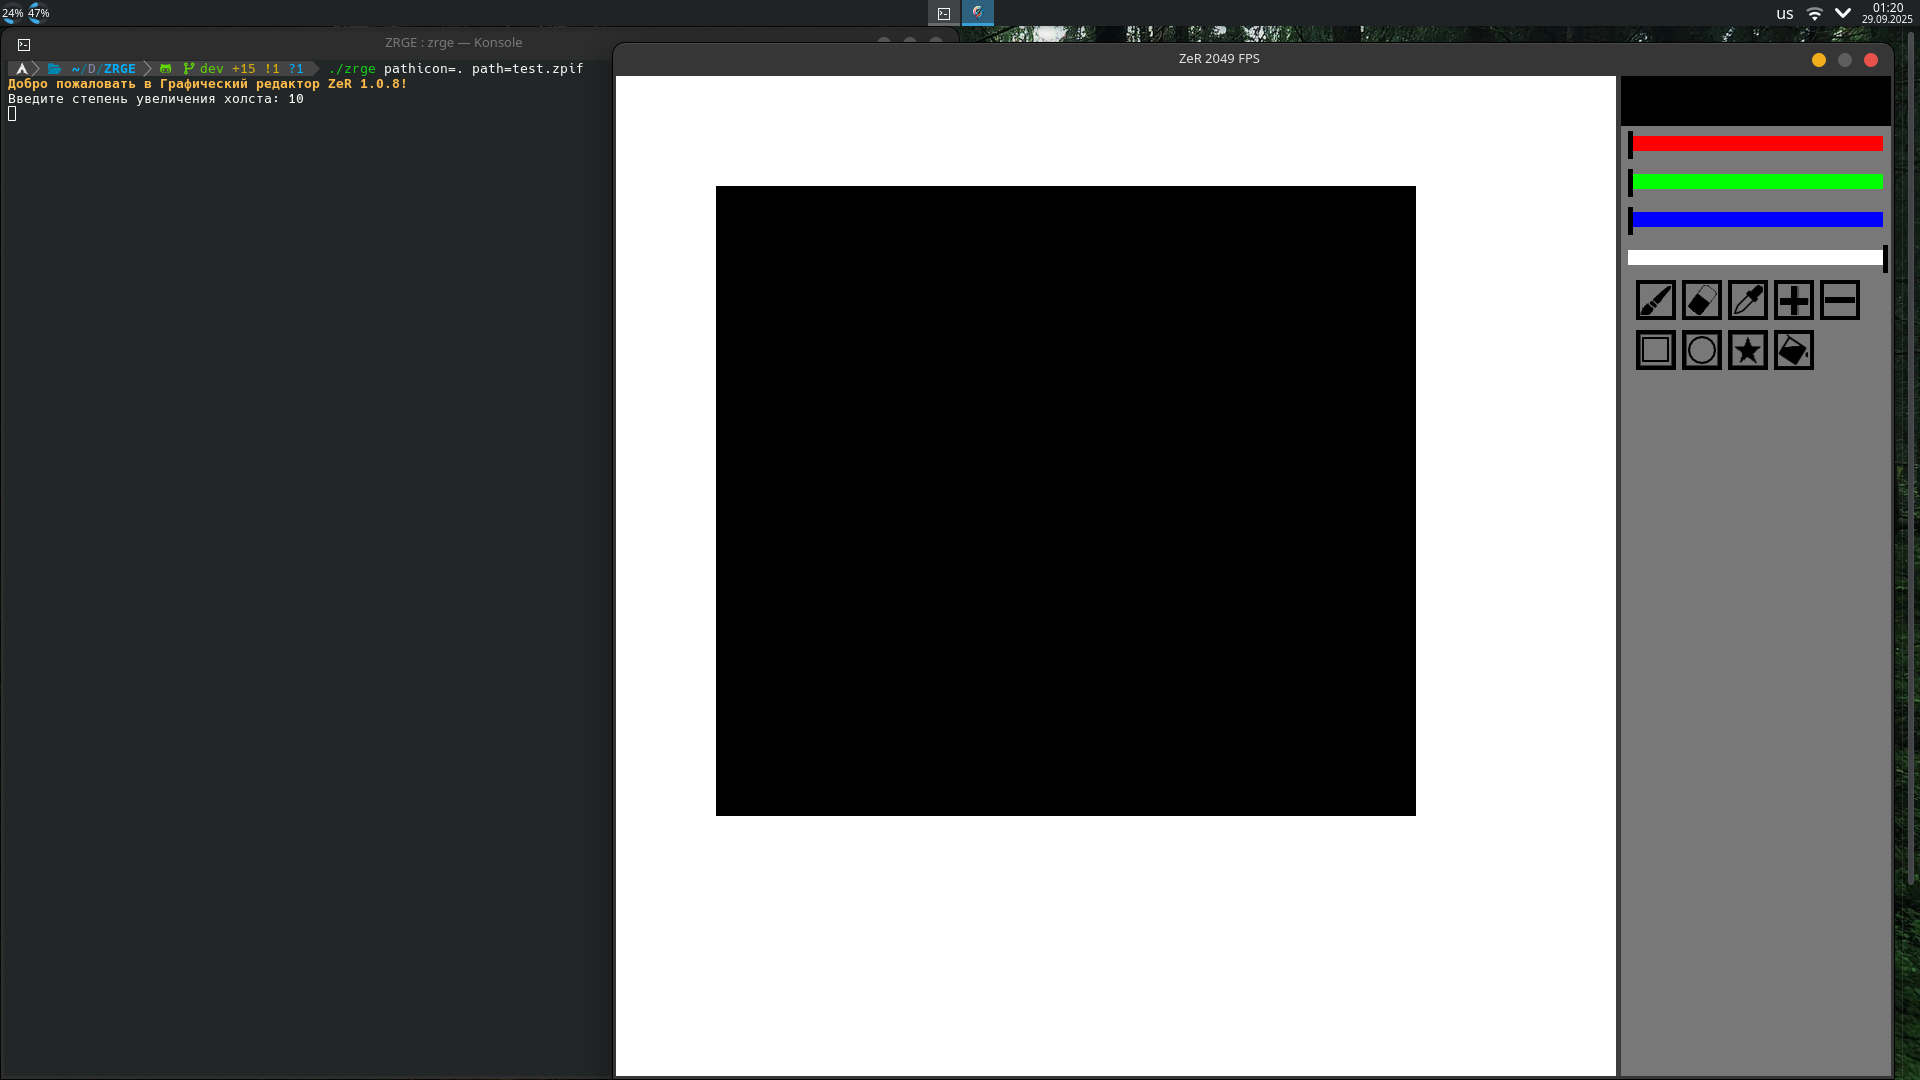 24% 47%
us
01:20
29.09.2025
ZRGE : zrge — Konsole
~/D/ZRGE dev +15 !1 ?1 ./zrge pathicon=. path=test.zpif
Добро пожаловать в Графический редактор ZeR 1.0.8!
Введите степень увеличения холста: 10
ZeR 2049 FPS